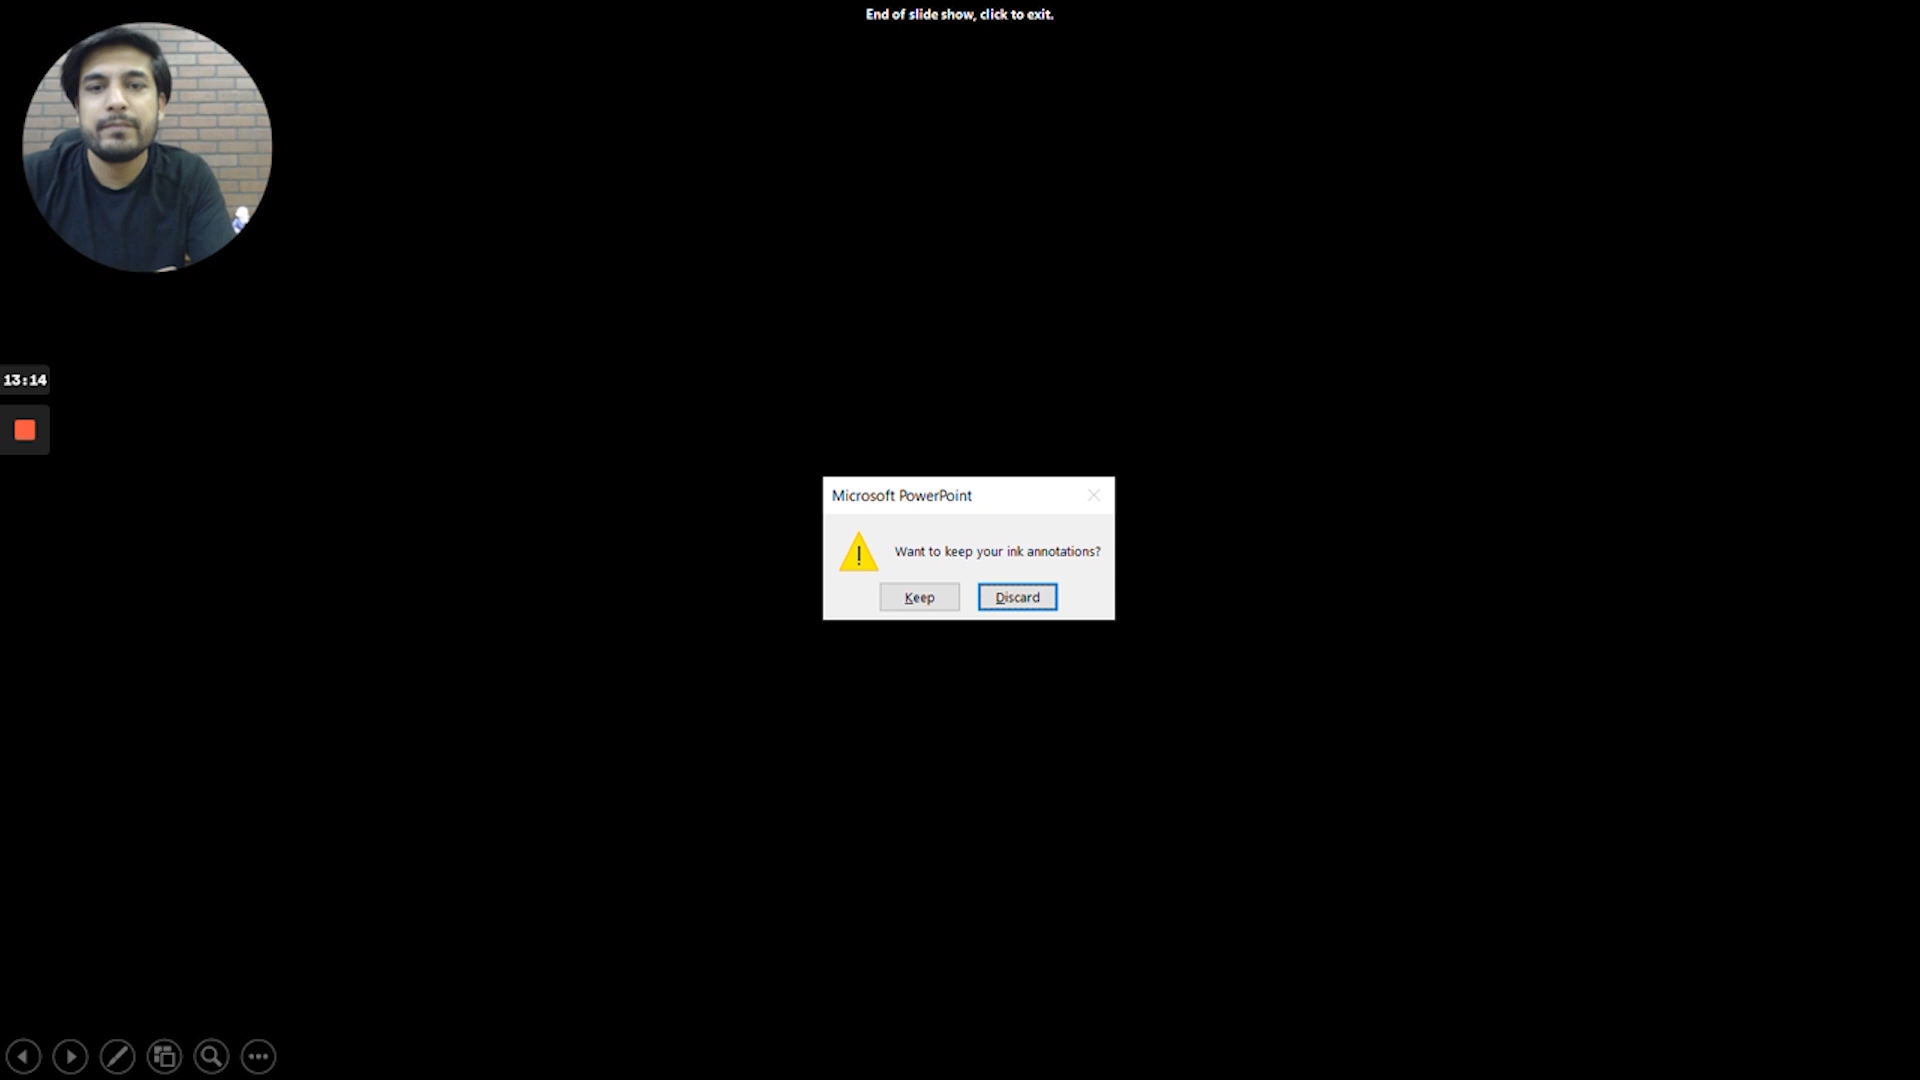 End of slide show, click to exit.
13:14
Microsoft PowerPoint
Want to keep your ink annotations?
Keep
Discard